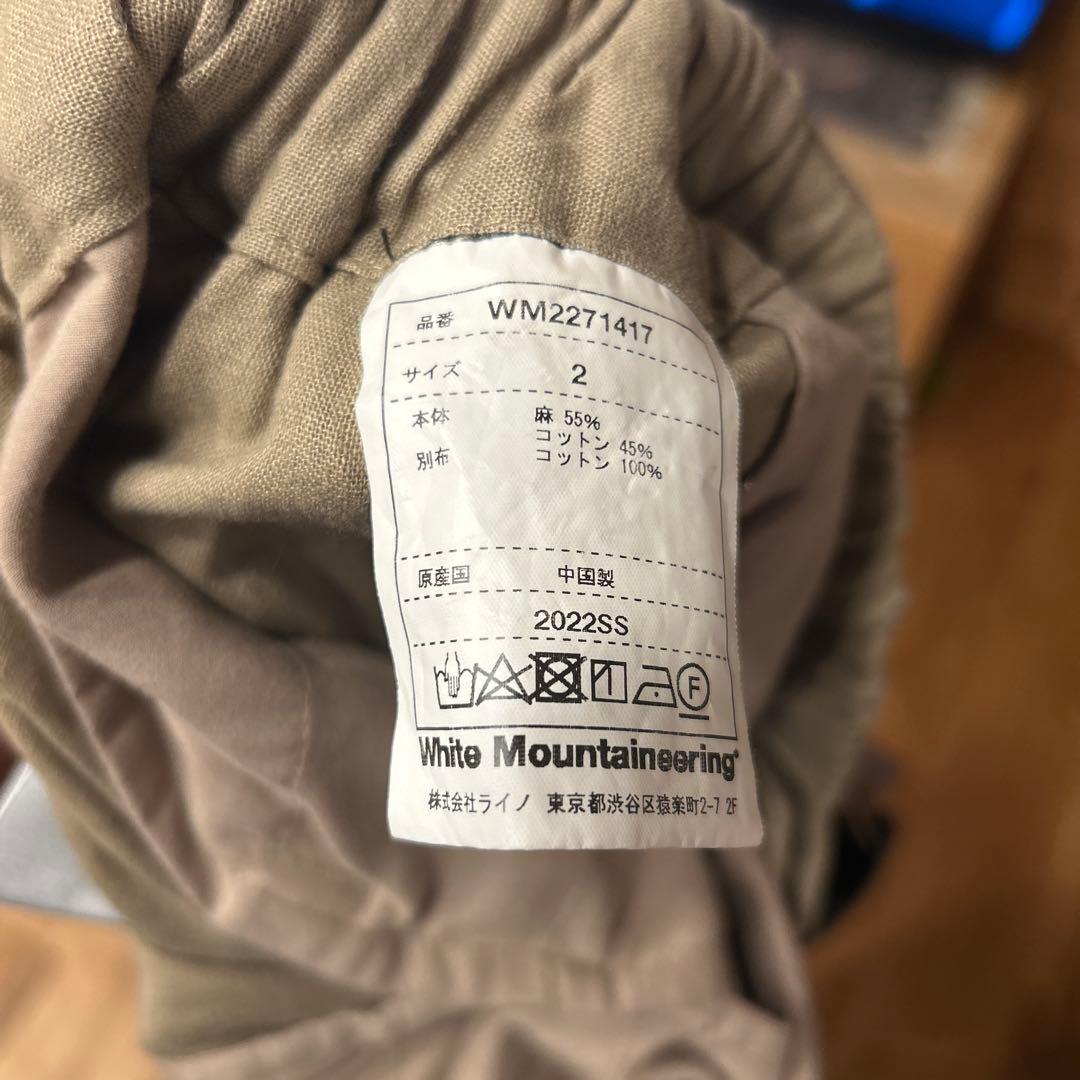 品番 WM2271417
サイズ 2
本体 麻 55%
コットン 45%
別布 コットン 100%
原産国 中国製
2022SS
F
White Mountaineering®
株式会社ライノ 東京都渋谷区猿楽町2-7 2F